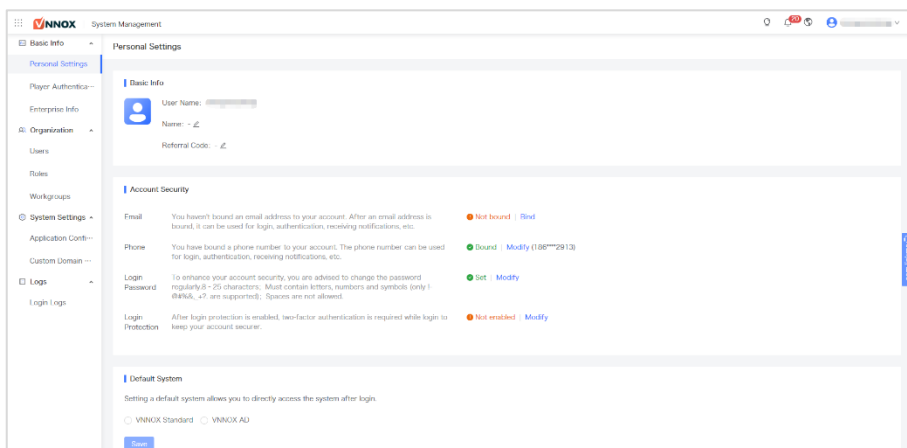 VNNOX System Management
20
Basic Info
Personal Settings
Player Authentica···
Enterprise Info
Organization
Users
Roles
Workgroups
System Settings
Application Confi···
Custom Domain ···
Logs
Login Logs
Personal Settings
Basic Info
User Name:
Name: -
Referral Code: -
Account Security
Email
You haven't bound an email address to your account. After an email address is
bound, it can be used for login, authentication, receiving notifications, etc.
Not bound | Bind
Phone
You have bound a phone number to your account. The phone number can be used
for login, authentication, receiving notifications, etc.
Bound | Modify (186****2913)
Login
Password
To enhance your account security, you are advised to change the password
regularly.8 - 25 characters; Must contain letters, numbers and symbols (only !-
@#%&_ +?. are supported); Spaces are not allowed.
Set | Modify
Login
Protection
After login protection is enabled, two-factor authentication is required while login to
keep your account securer.
Not enabled | Modify
Default System
Setting a default system allows you to directly access the system after login.
VNNOX Standard VNNOX AD
Save